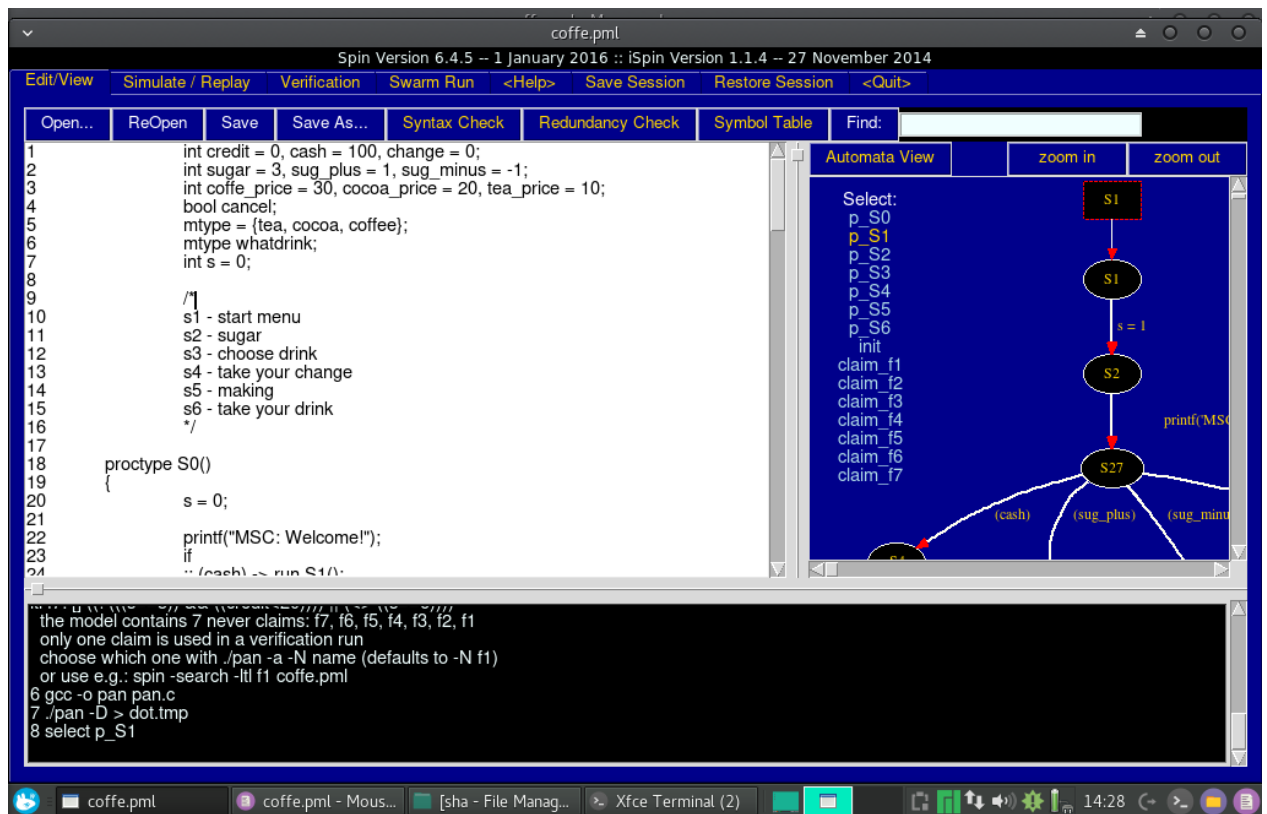 coffe.pml
Spin Version 6.4.5 -- 1 January 2016 :: iSpin Version 1.1.4 -- 27 November 2014
Edit/View Simulate / Replay Verification Swarm Run <Help> Save Session Restore Session <Quit>
Open... ReOpen Save Save As... Syntax Check Redundancy Check Symbol Table Find:
1 int credit = 0, cash = 100, change = 0;
2 int sugar = 3, sug_plus = 1, sug_minus = -1;
3 int coffe_price = 30, cocoa_price = 20, tea_price = 10;
4 bool cancel;
5 mtype = {tea, cocoa, coffee};
6 mtype whatdrink;
7 int s = 0;
8
9 /*
10 s1 - start menu
11 s2 - sugar
12 s3 - choose drink
13 s4 - take your change
14 s5 - making
15 s6 - take your drink
16 */
17
18 proctype S0()
19 {
20 s = 0;
21
22 printf("MSC: Welcome!");
23 if
24 :: (cash) -> run S1();
Automata View zoom in zoom out
Select:
p_S0
p_S1
p_S2
p_S3
p_S4
p_S5
p_S6
init
claim_f1
claim_f2
claim_f3
claim_f4
claim_f5
claim_f6
claim_f7
S1
S1
s = 1
S2
printf('MSC
S27
(cash) (sug_plus) (sug_minu
S4
the model contains 7 never claims: f7, f6, f5, f4, f3, f2, f1
only one claim is used in a verification run
choose which one with ./pan -a -N name (defaults to -N f1)
or use e.g.: spin -search -ltl f1 coffe.pml
6 gcc -o pan pan.c
7 ./pan -D > dot.tmp
8 select p_S1
coffe.pml coffe.pml - Mous... [sha - File Manag... Xfce Terminal (2) 14:28